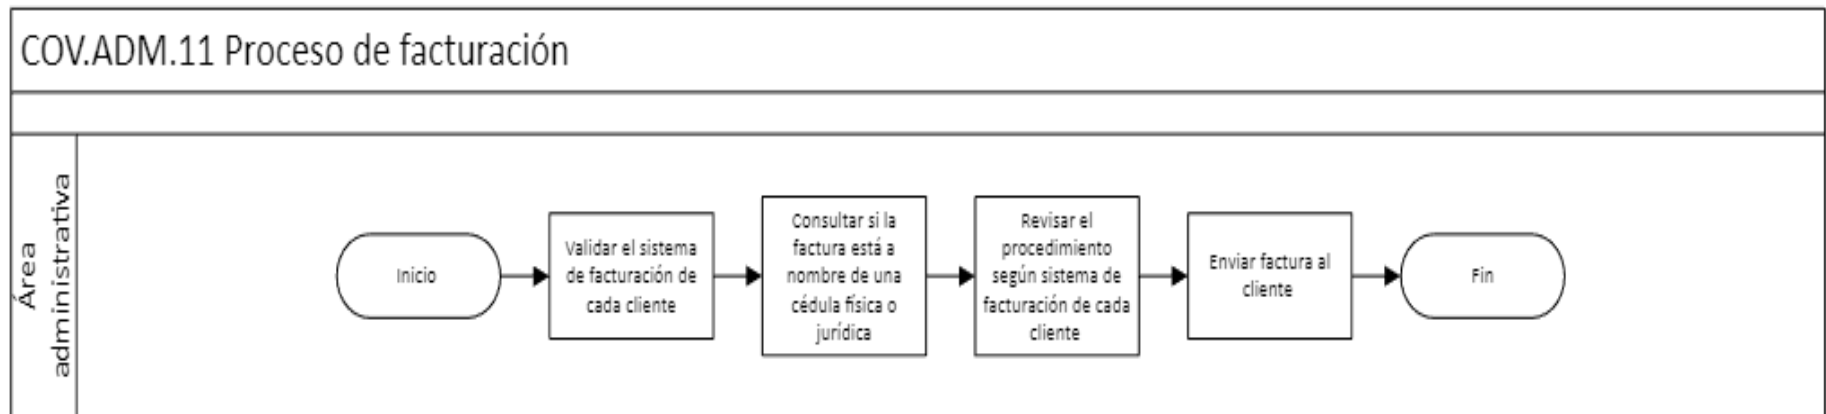 COV.ADM.11 Proceso de facturación
Área
administrativa
Inicio
Validar el sistema
de facturación de
cada cliente
Consultar si la
factura está a
nombre de una
cédula física o
jurídica
Revisar el
procedimiento
según sistema de
facturación de cada
cliente
Enviar factura al
cliente
Fin